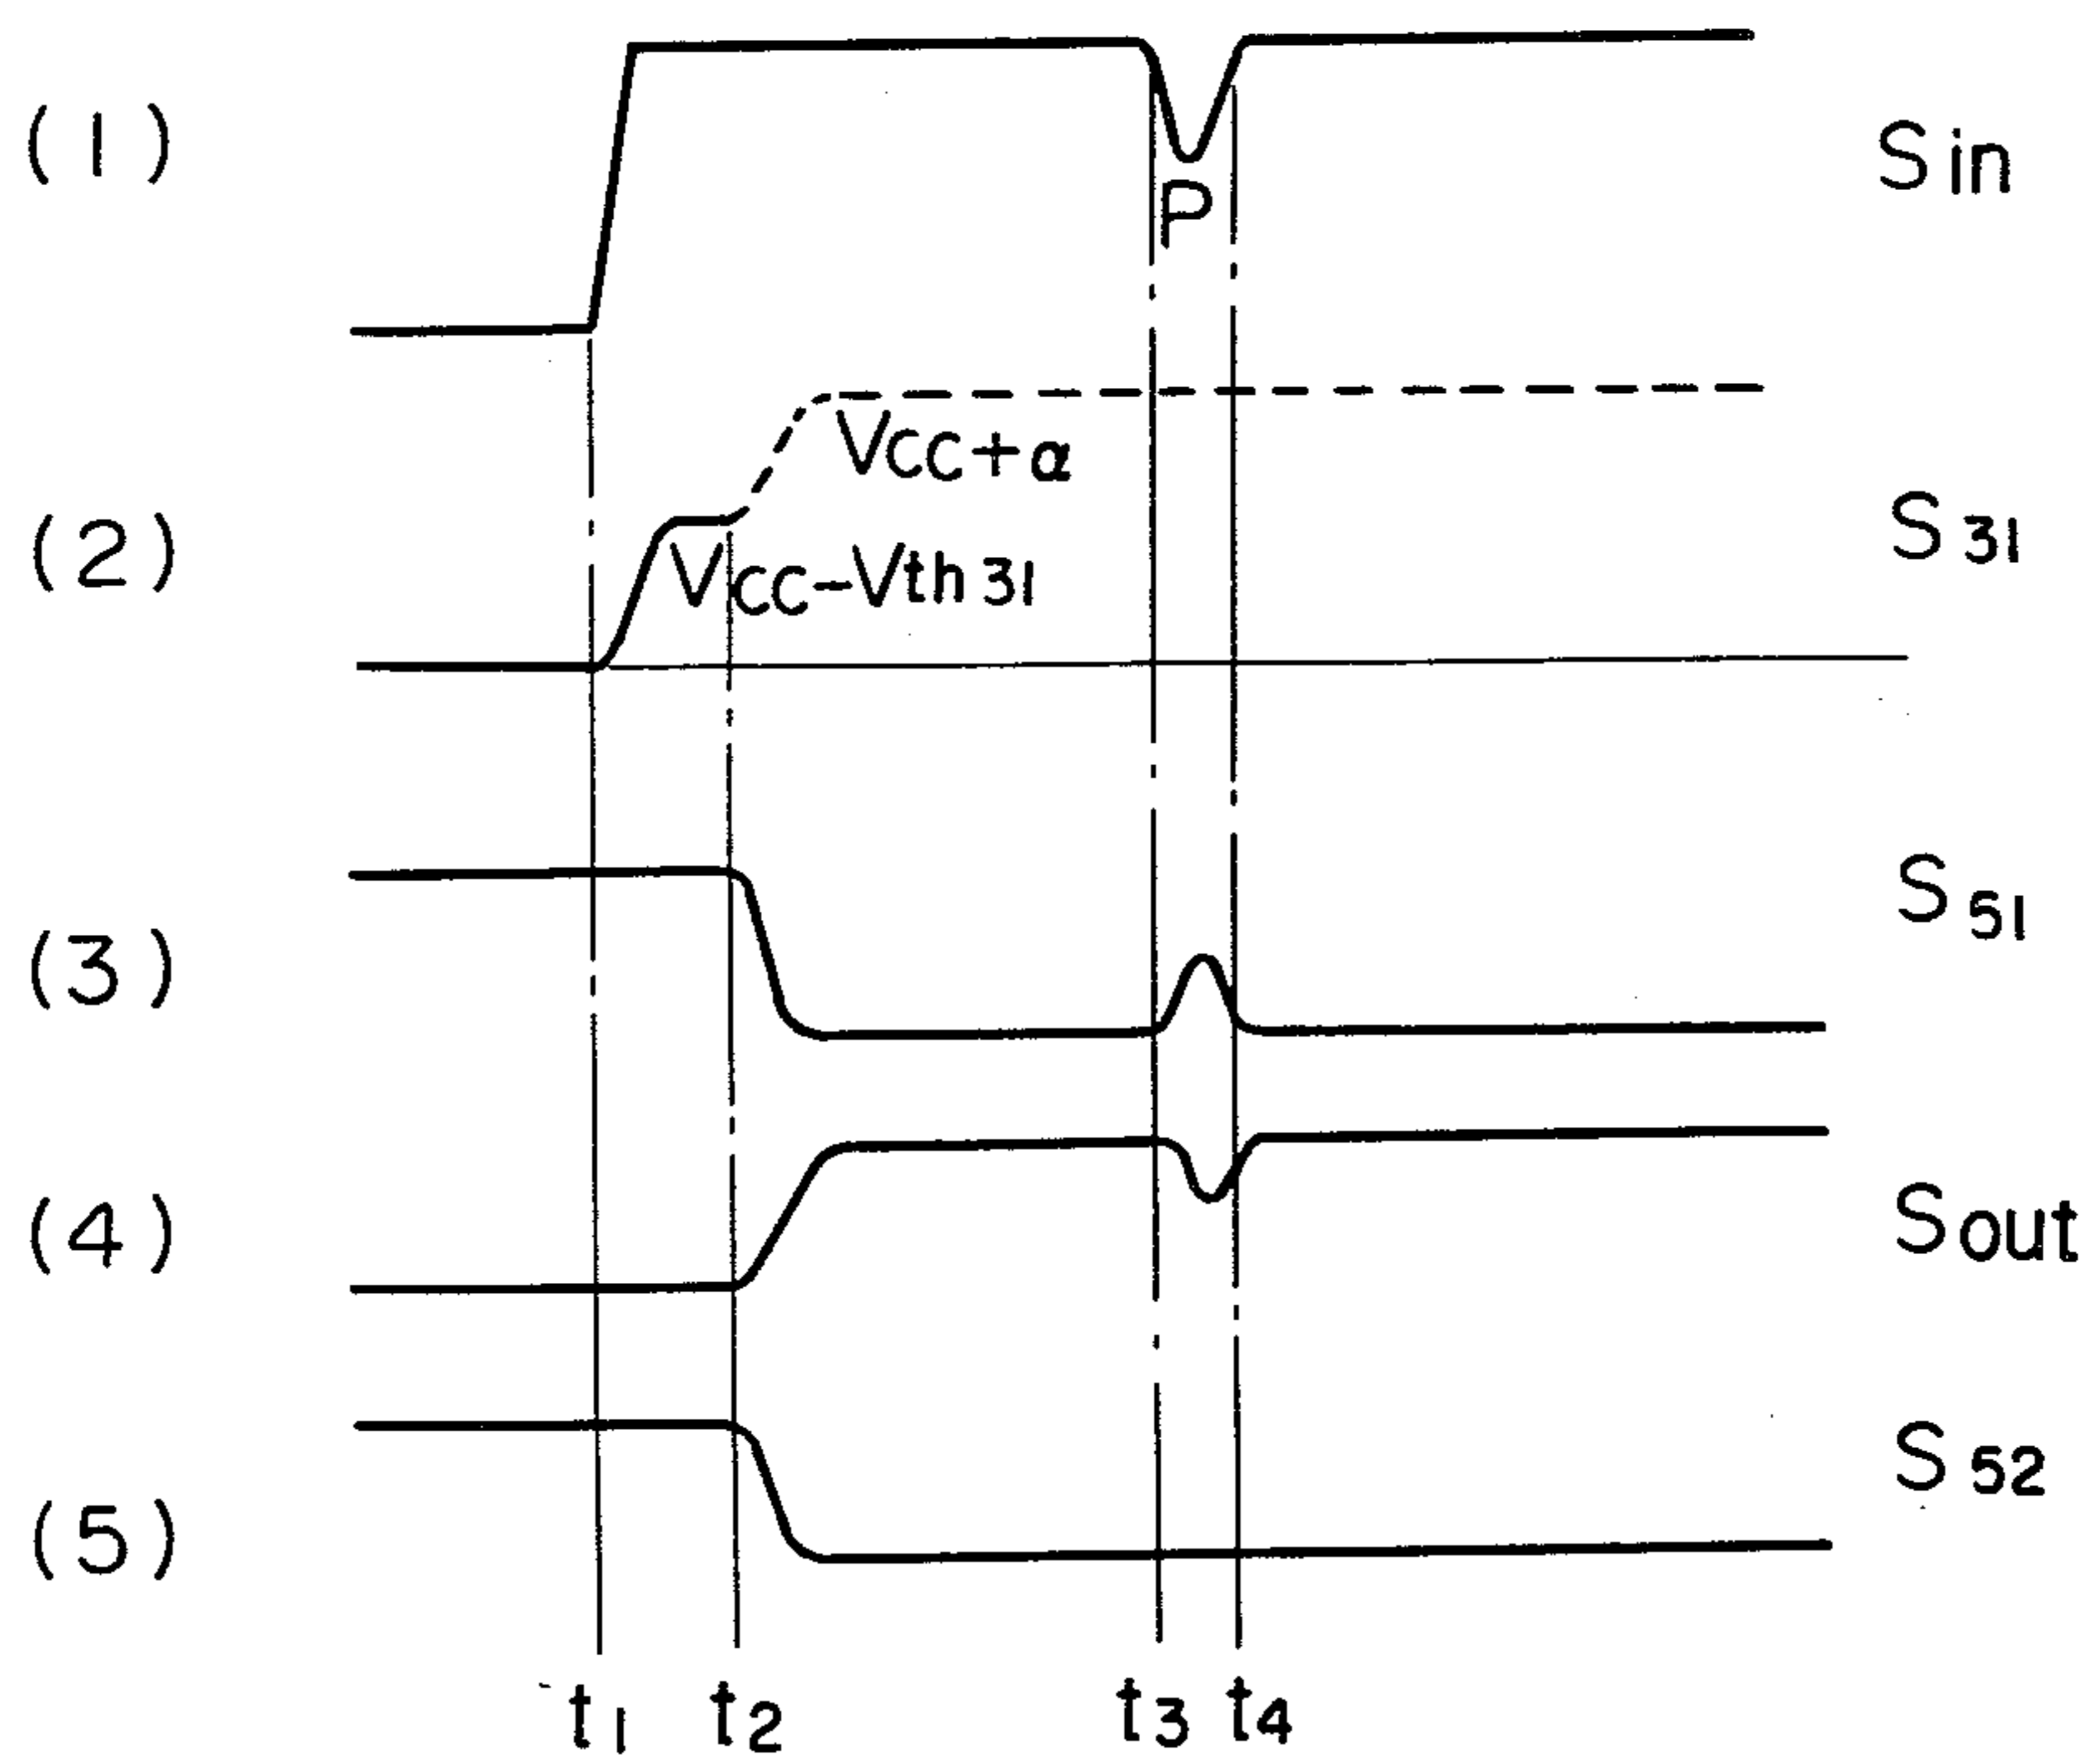 (1) Sin
P
VCC+α
(2) S31
VCC-Vth31
(3) S51
(4) Sout
(5) S52
t1 t2 t3 t4